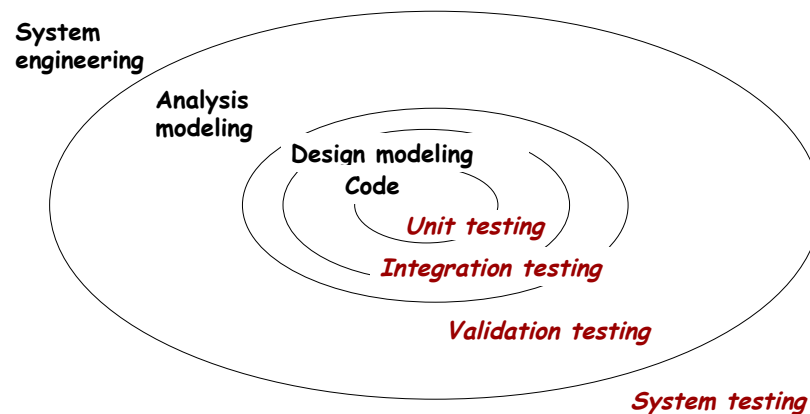 System
engineering
Analysis
modeling
Design modeling
Code
Unit testing
Integration testing
Validation testing
System testing